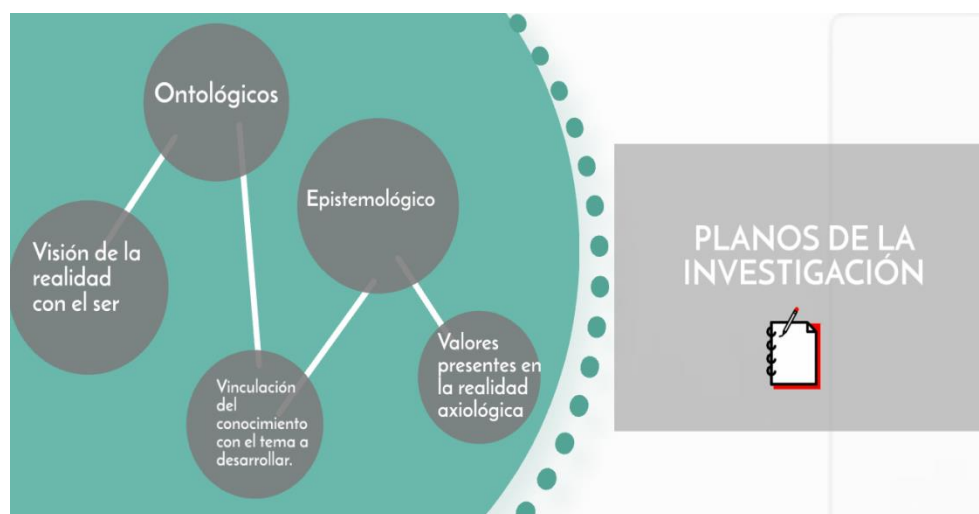 Ontológicos
Epistemológico
Visión de la
realidad
con el ser
Vinculación
del
conocimiento
con el tema a
desarrollar.
Valores
presentes en
la realidad
axiológica
PLANOS DE LA
INVESTIGACIÓN